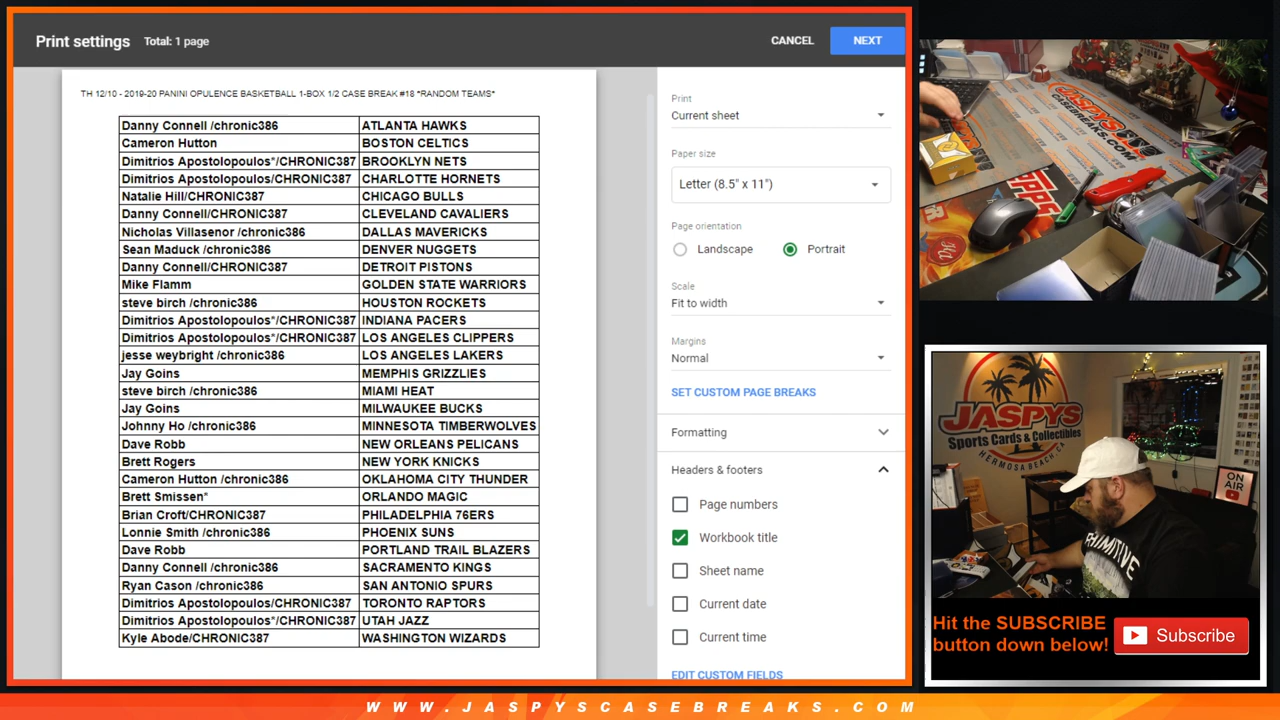 Print settings Total: 1 page CANCEL NEXT
TH 12/10 - 2019-20 PANINI OPULENCE BASKETBALL 1-BOX 1/2 CASE BREAK #18 *RANDOM TEAMS*
Danny Connell /chronic386 ATLANTA HAWKS
Cameron Hutton BOSTON CELTICS
Dimitrios Apostolopoulos*/CHRONIC387 BROOKLYN NETS
Dimitrios Apostolopoulos/CHRONIC387 CHARLOTTE HORNETS
Natalie Hill/CHRONIC387 CHICAGO BULLS
Danny Connell/CHRONIC387 CLEVELAND CAVALIERS
Nicholas Villasenor /chronic386 DALLAS MAVERICKS
Sean Maduck /chronic386 DENVER NUGGETS
Danny Connell/CHRONIC387 DETROIT PISTONS
Mike Flamm GOLDEN STATE WARRIORS
steve birch /chronic386 HOUSTON ROCKETS
Dimitrios Apostolopoulos*/CHRONIC387 INDIANA PACERS
Dimitrios Apostolopoulos*/CHRONIC387 LOS ANGELES CLIPPERS
jesse weybright /chronic386 LOS ANGELES LAKERS
Jay Goins MEMPHIS GRIZZLIES
steve birch /chronic386 MIAMI HEAT
Jay Goins MILWAUKEE BUCKS
Johnny Ho /chronic386 MINNESOTA TIMBERWOLVES
Dave Robb NEW ORLEANS PELICANS
Brett Rogers NEW YORK KNICKS
Cameron Hutton /chronic386 OKLAHOMA CITY THUNDER
Brett Smissen* ORLANDO MAGIC
Brian Croft/CHRONIC387 PHILADELPHIA 76ERS
Lonnie Smith /chronic386 PHOENIX SUNS
Dave Robb PORTLAND TRAIL BLAZERS
Danny Connell /chronic386 SACRAMENTO KINGS
Ryan Cason /chronic386 SAN ANTONIO SPURS
Dimitrios Apostolopoulos/CHRONIC387 TORONTO RAPTORS
Dimitrios Apostolopoulos*/CHRONIC387 UTAH JAZZ
Kyle Abode/CHRONIC387 WASHINGTON WIZARDS
Print
Current sheet
Paper size
Letter (8.5" x 11")
Page orientation
Landscape Portrait
Scale
Fit to width
Margins
Normal
SET CUSTOM PAGE BREAKS
Formatting
Headers & footers
Page numbers
Workbook title
Sheet name
Current date
Current time
EDIT CUSTOM FIELDS
JASPYS
CASEBREAKS.COM
TOPPS
JASPYS
Sports Cards & Collectibles
HERMOSA BEACH, CA
ON
AIR
PRIMITIVE
Hit the SUBSCRIBE
button down below!
Subscribe
WWW.JASPYSCASEBREAKS.COM